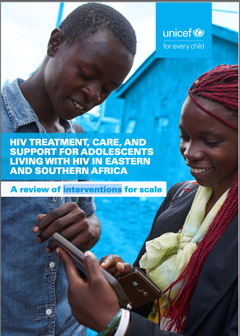 unicef
for every child
HIV TREATMENT, CARE, AND
SUPPORT FOR ADOLESCENTS
LIVING WITH HIV IN EASTERN
AND SOUTHERN AFRICA
A review of interventions for scale